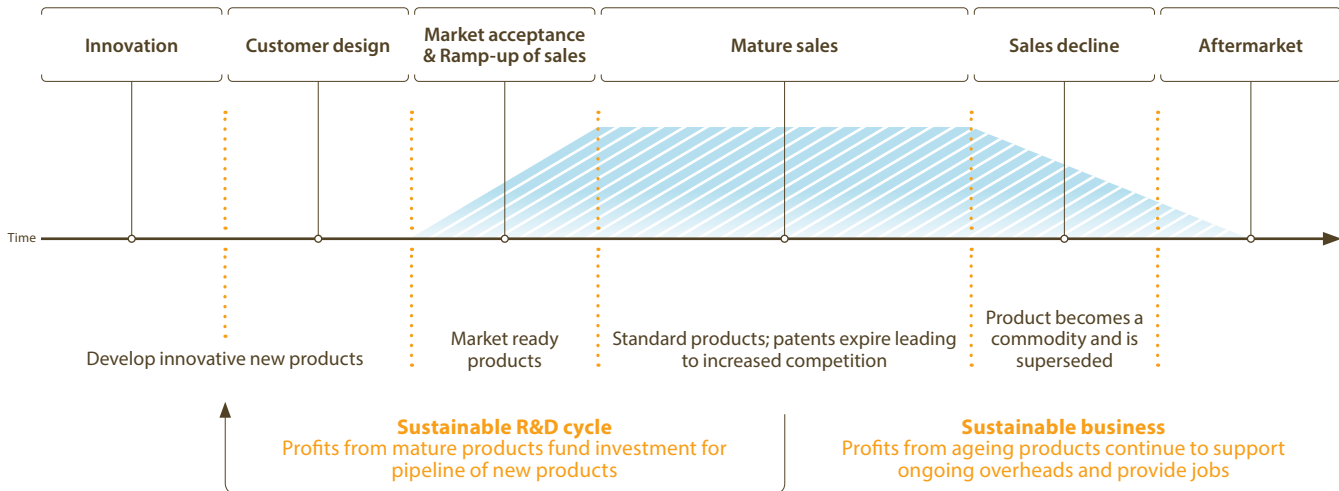 Innovation
Customer design
Market acceptance
& Ramp-up of sales
Mature sales
Sales decline
Aftermarket
Time
Develop innovative new products
Market ready
products
Standard products; patents expire leading
to increased competition
Product becomes a
commodity and is
superseded
Sustainable R&D cycle
Profits from mature products fund investment for
pipeline of new products
Sustainable business
Profits from ageing products continue to support
ongoing overheads and provide jobs